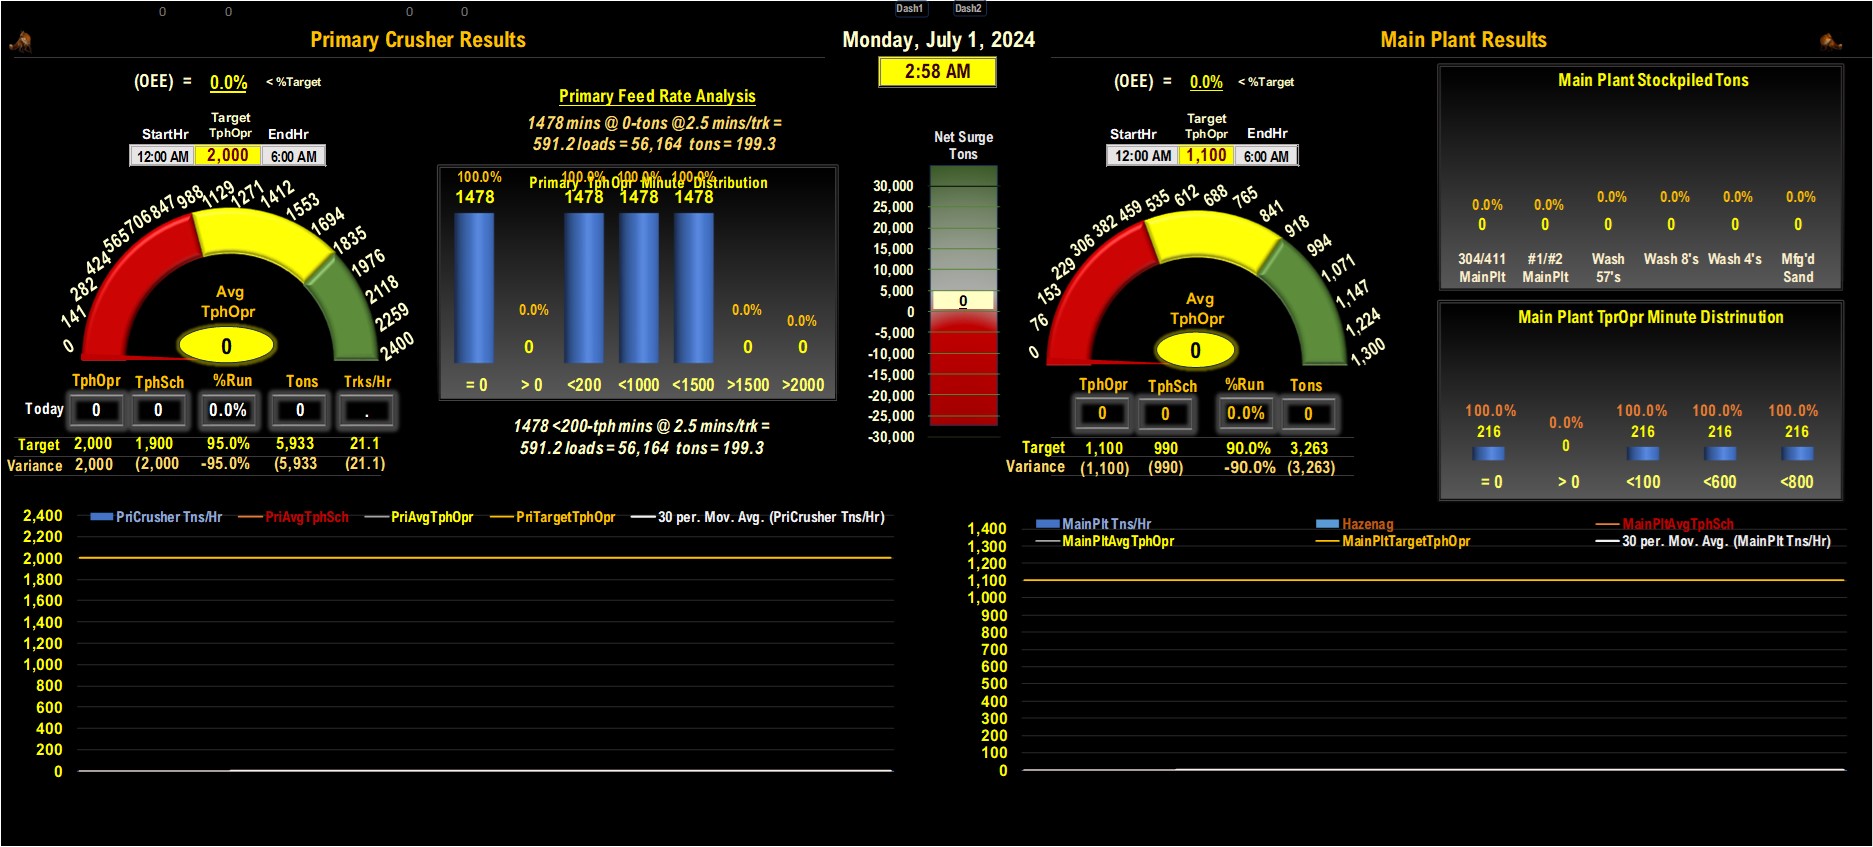 0 0 0 0
Dash1 Dash2
Primary Crusher Results
Monday, July 1, 2024
Main Plant Results
2:58 AM
(OEE) = 0.0% < %Target
Target
StartHr TphOpr EndHr
12:00 AM 2,000 6:00 AM
0 141 282 424 565 706 847 988 1129 1271 1412 1553 1694 1835 1976 2118 2259 2400
Avg
TphOpr
0
TphOpr TphSch %Run Tons Trks/Hr
Today 0 0 0.0% 0 .
Target 2,000 1,900 95.0% 5,933 21.1
Variance 2,000 (2,000 -95.0% (5,933 (21.1)
Primary Feed Rate Analysis
1478 mins @ 0-tons @2.5 mins/trk =
591.2 loads = 56,164 tons = 199.3
Primary TphOpr Minute Distribution
100.0% 100.0% 100.0% 100.0%
1478 1478 1478 1478
0.0% 0.0% 0.0%
0 0 0
= 0 > 0 <200 <1000 <1500 >1500 >2000
1478 <200-tph mins @ 2.5 mins/trk =
591.2 loads = 56,164 tons = 199.3
Net Surge
Tons
30,000
25,000
20,000
15,000
10,000
5,000
0
0
-5,000
-10,000
-15,000
-20,000
-25,000
-30,000
(OEE) = 0.0% < %Target
Target
StartHr TphOpr EndHr
12:00 AM 1,100 6:00 AM
0 76 153 229 306 382 459 535 612 688 765 841 918 994 1,071 1,147 1,224 1,300
Avg
TphOpr
0
TphOpr TphSch %Run Tons
0 0 0.0% 0
Target 1,100 990 90.0% 3,263
Variance (1,100) (990) -90.0% (3,263)
Main Plant Stockpiled Tons
0.0% 0.0% 0.0% 0.0% 0.0% 0.0%
0 0 0 0 0 0
304/411 #1/#2 Wash Wash 8's Wash 4's Mfg'd
MainPlt MainPlt 57's Sand
Main Plant TprOpr Minute Distrinution
100.0% 0.0% 100.0% 100.0% 100.0%
216 0 216 216 216
= 0 > 0 <100 <600 <800
PriCrusher Tns/Hr PriAvgTphSch PriAvgTphOpr PriTargetTphOpr 30 per. Mov. Avg. (PriCrusher Tns/Hr)
2,400
2,200
2,000
1,800
1,600
1,400
1,200
1,000
800
600
400
200
0
MainPlt Tns/Hr Hazenag MainPltAvgTphSch
MainPltAvgTphOpr MainPltTargetTphOpr 30 per. Mov. Avg. (MainPlt Tns/Hr)
1,400
1,300
1,200
1,100
1,000
900
800
700
600
500
400
300
200
100
0